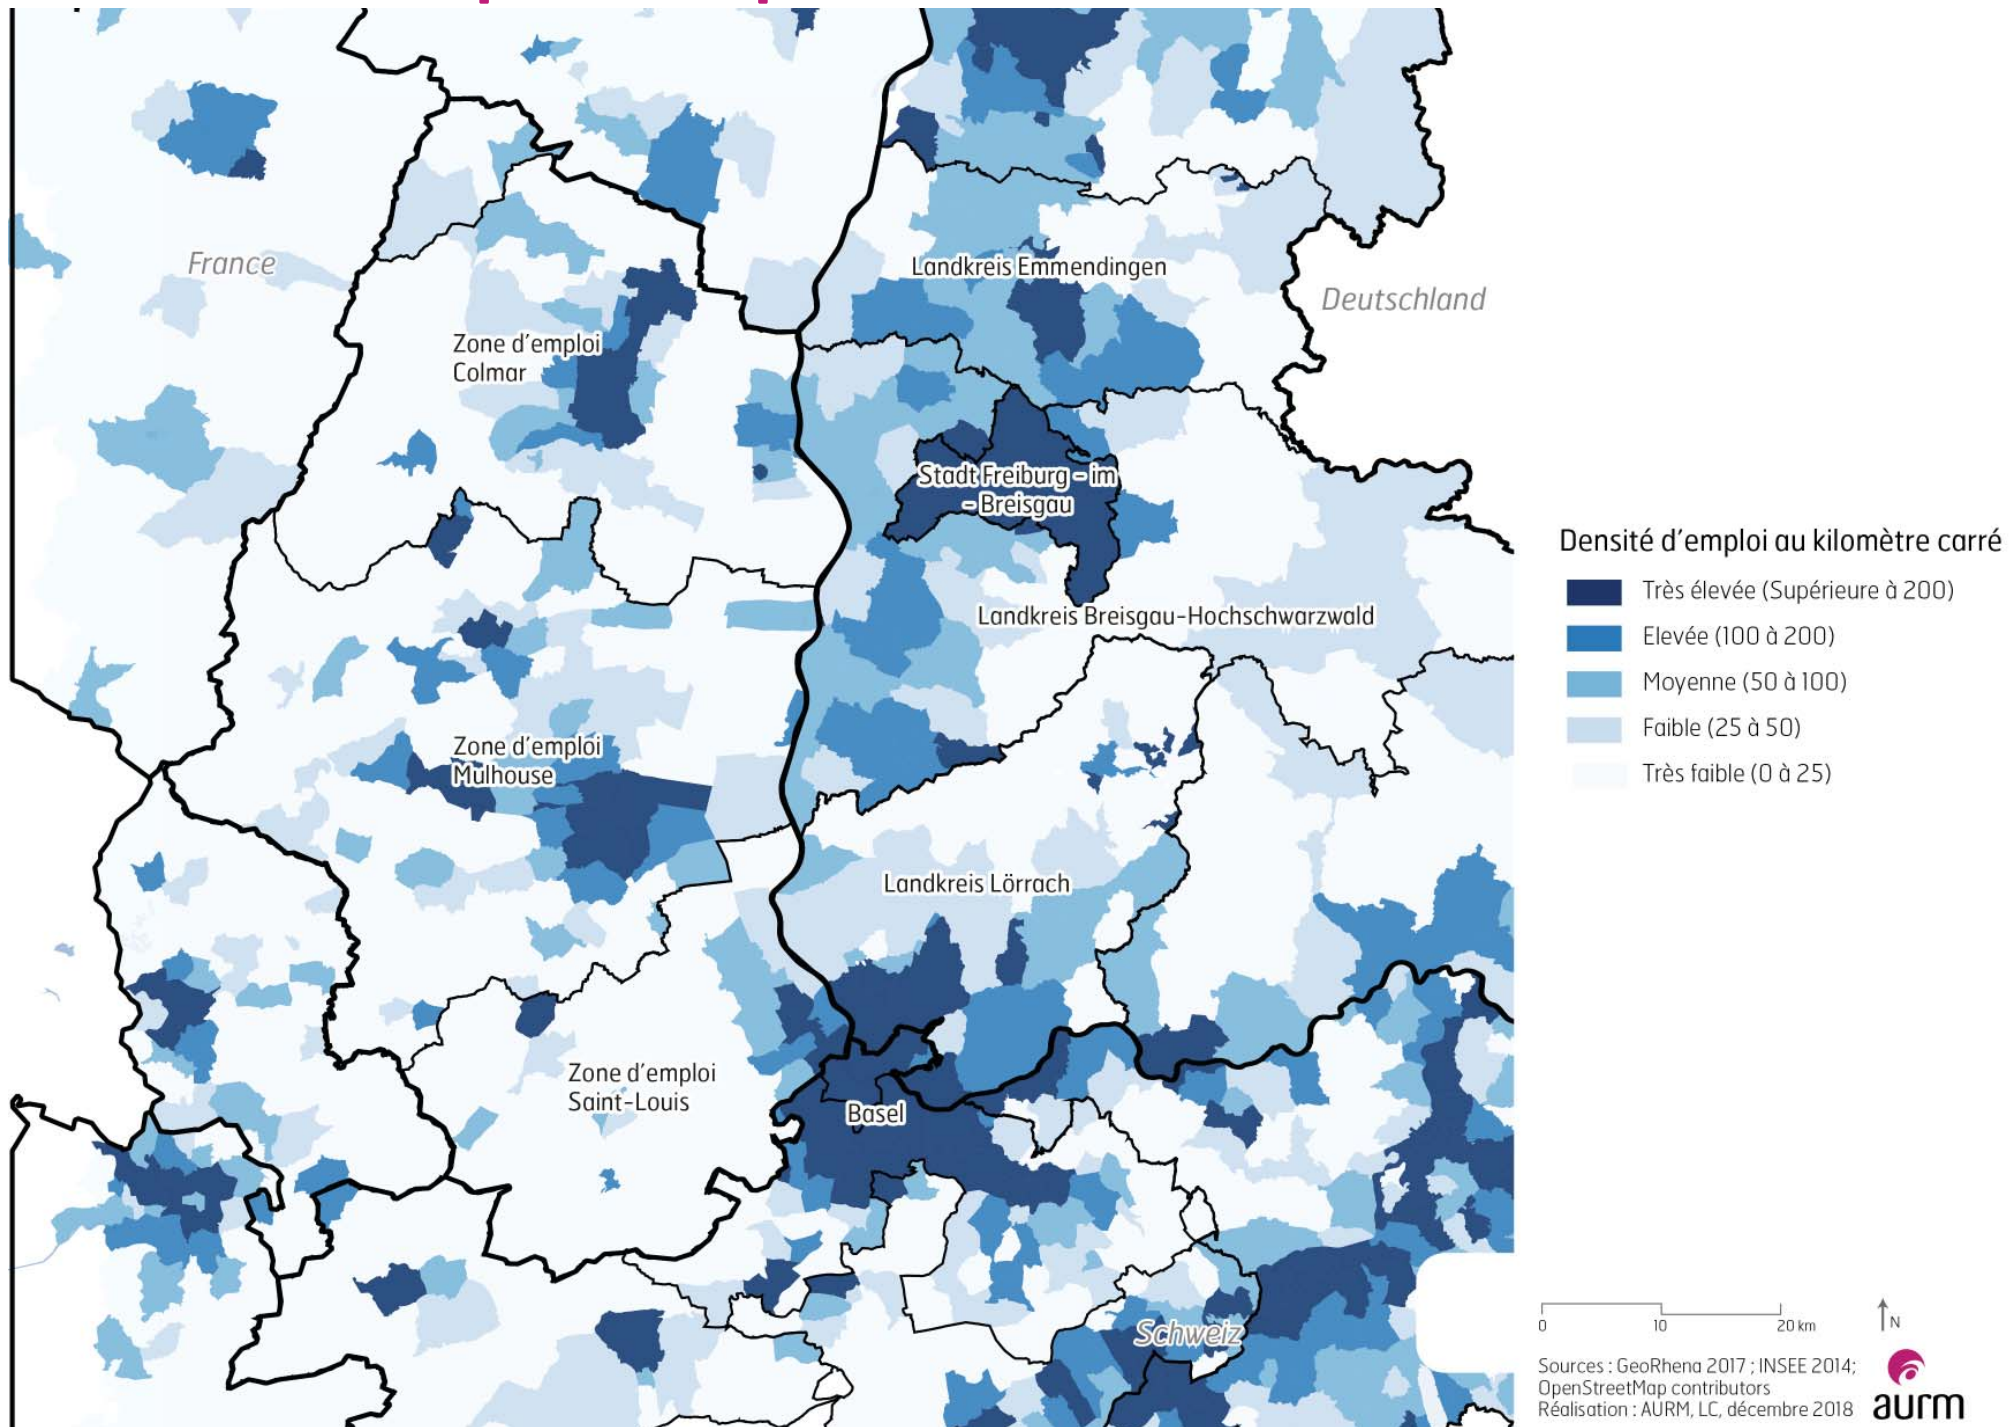 France
Landkreis Emmendingen
Deutschland
Zone d'emploi
Colmar
Stadt Freiburg - im
- Breisgau
Densité d'emploi au kilomètre carré
Très élevée (Supérieure à 200)
Elevée (100 à 200)
Moyenne (50 à 100)
Faible (25 à 50)
Très faible (0 à 25)
Landkreis Breisgau-Hochschwarzwald
Zone d'emploi
Mulhouse
Landkreis Lörrach
Zone d'emploi
Saint-Louis
Basel
Schweiz
0 10 20 km
N
Sources : GeoRhena 2017 ; INSEE 2014;
OpenStreetMap contributors
Réalisation : AURM, LC, décembre 2018
aurm